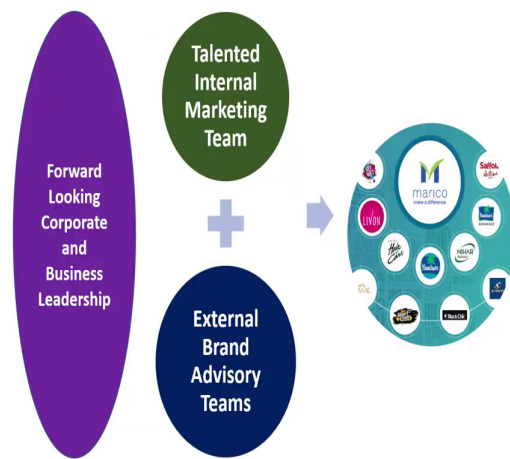 Forward
Looking
Corporate
and
Business
Leadership
Talented
Internal
Marketing
Team
External
Brand
Advisory
Teams
marico
make a difference
LIVON
Hair
Care
Parachute
NIHAR
Black Chic